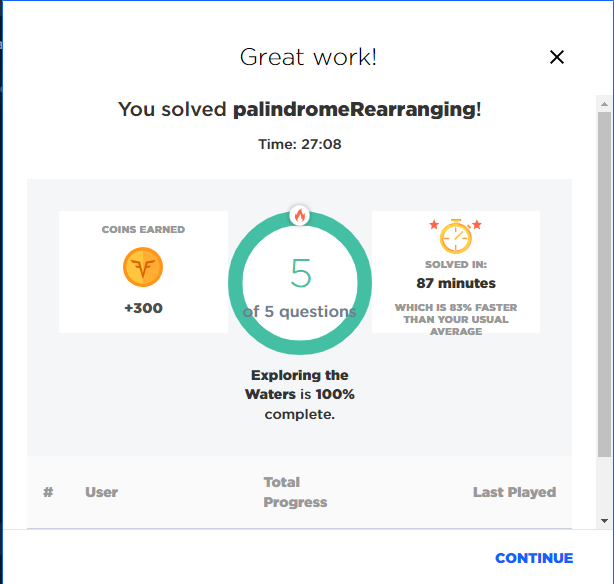 Great work!
You solved palindromeRearranging!
Time: 27:08
COINS EARNED
+300
5
of 5 questions
SOLVED IN:
87 minutes
WHICH IS 83% FASTER
THAN YOUR USUAL
AVERAGE
Exploring the
Waters is 100%
complete.
# User Total Progress Last Played
CONTINUE